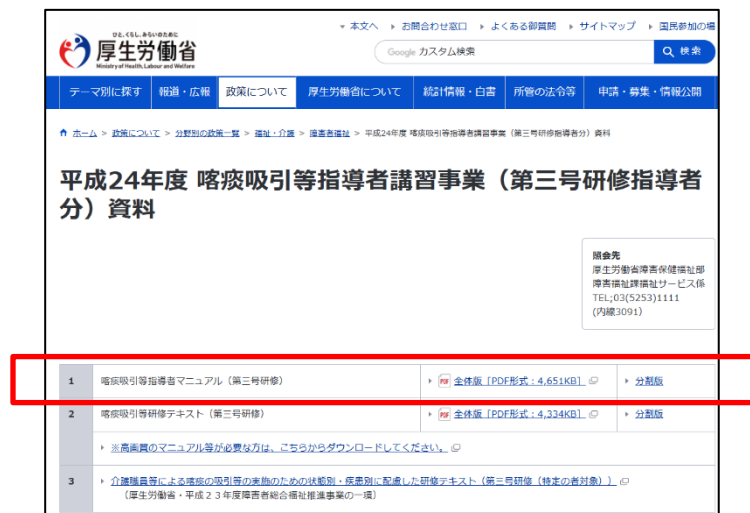 ひと、くらし、みらいのために
厚生労働省
Ministry of Health, Labour and Welfare
本文へ お問合わせ窓口 よくある御質問 サイトマップ 国民参加の場
Google カスタム検索 検索
テーマ別に探す 報道・広報 政策について 厚生労働省について 統計情報・白書 所管の法令等 申請・募集・情報公開
ホーム > 政策について > 分野別の政策一覧 > 福祉・介護 > 障害者福祉 > 平成24年度 喀痰吸引等指導者講習事業（第三号研修指導者分）資料
平成24年度 喀痰吸引等指導者講習事業（第三号研修指導者
分）資料
照会先
厚生労働省障害保健福祉部
障害福祉課福祉サービス係
TEL;03(5253)1111
(内線3091）
1 喀痰吸引等指導者マニュアル（第三号研修） PDF 全体版［PDF形式：4,651KB］ 分割版
2 喀痰吸引等研修テキスト（第三号研修） PDF 全体版［PDF形式：4,334KB］ 分割版
※高画質のマニュアル等が必要な方は、こちらからダウンロードしてください。
3 介護職員等による喀痰の吸引等の実施のための状態別・疾患別に配慮した研修テキスト（第三号研修（特定の者対象））
（厚生労働省・平成２３年度障害者総合福祉推進事業の一環）